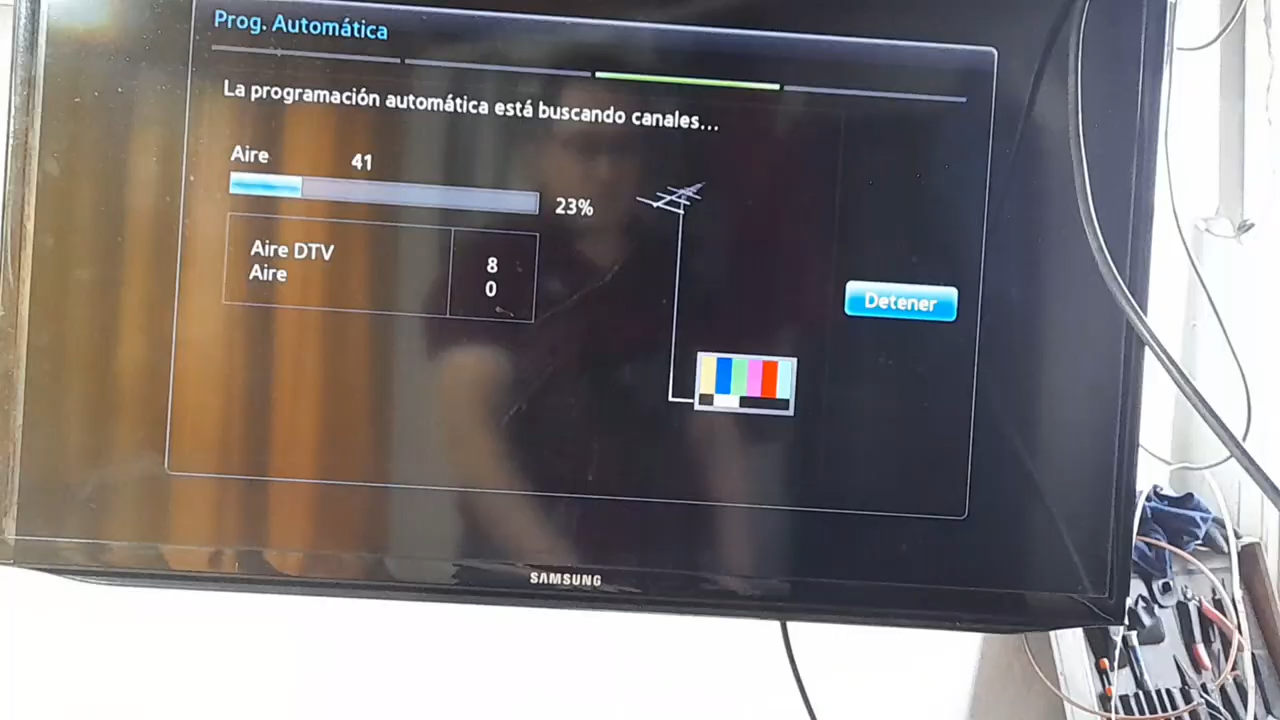 Prog. Automática
La programación automática está buscando canales...
Aire 41
23%
Aire DTV 8
Aire 0
Detener
SAMSUNG